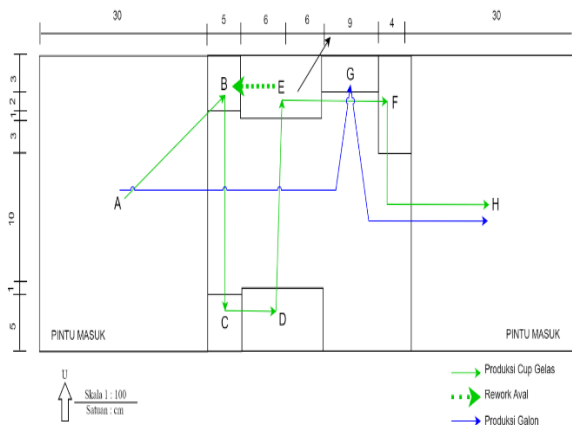 30 5 6 6 9 4 30
3
2
1
3
10
1
5
B E G F
A H
C D
PINTU MASUK PINTU MASUK
U
Skala 1 : 100
Satuan : cm
Produksi Cup Gelas
Rework Aval
Produksi Galon